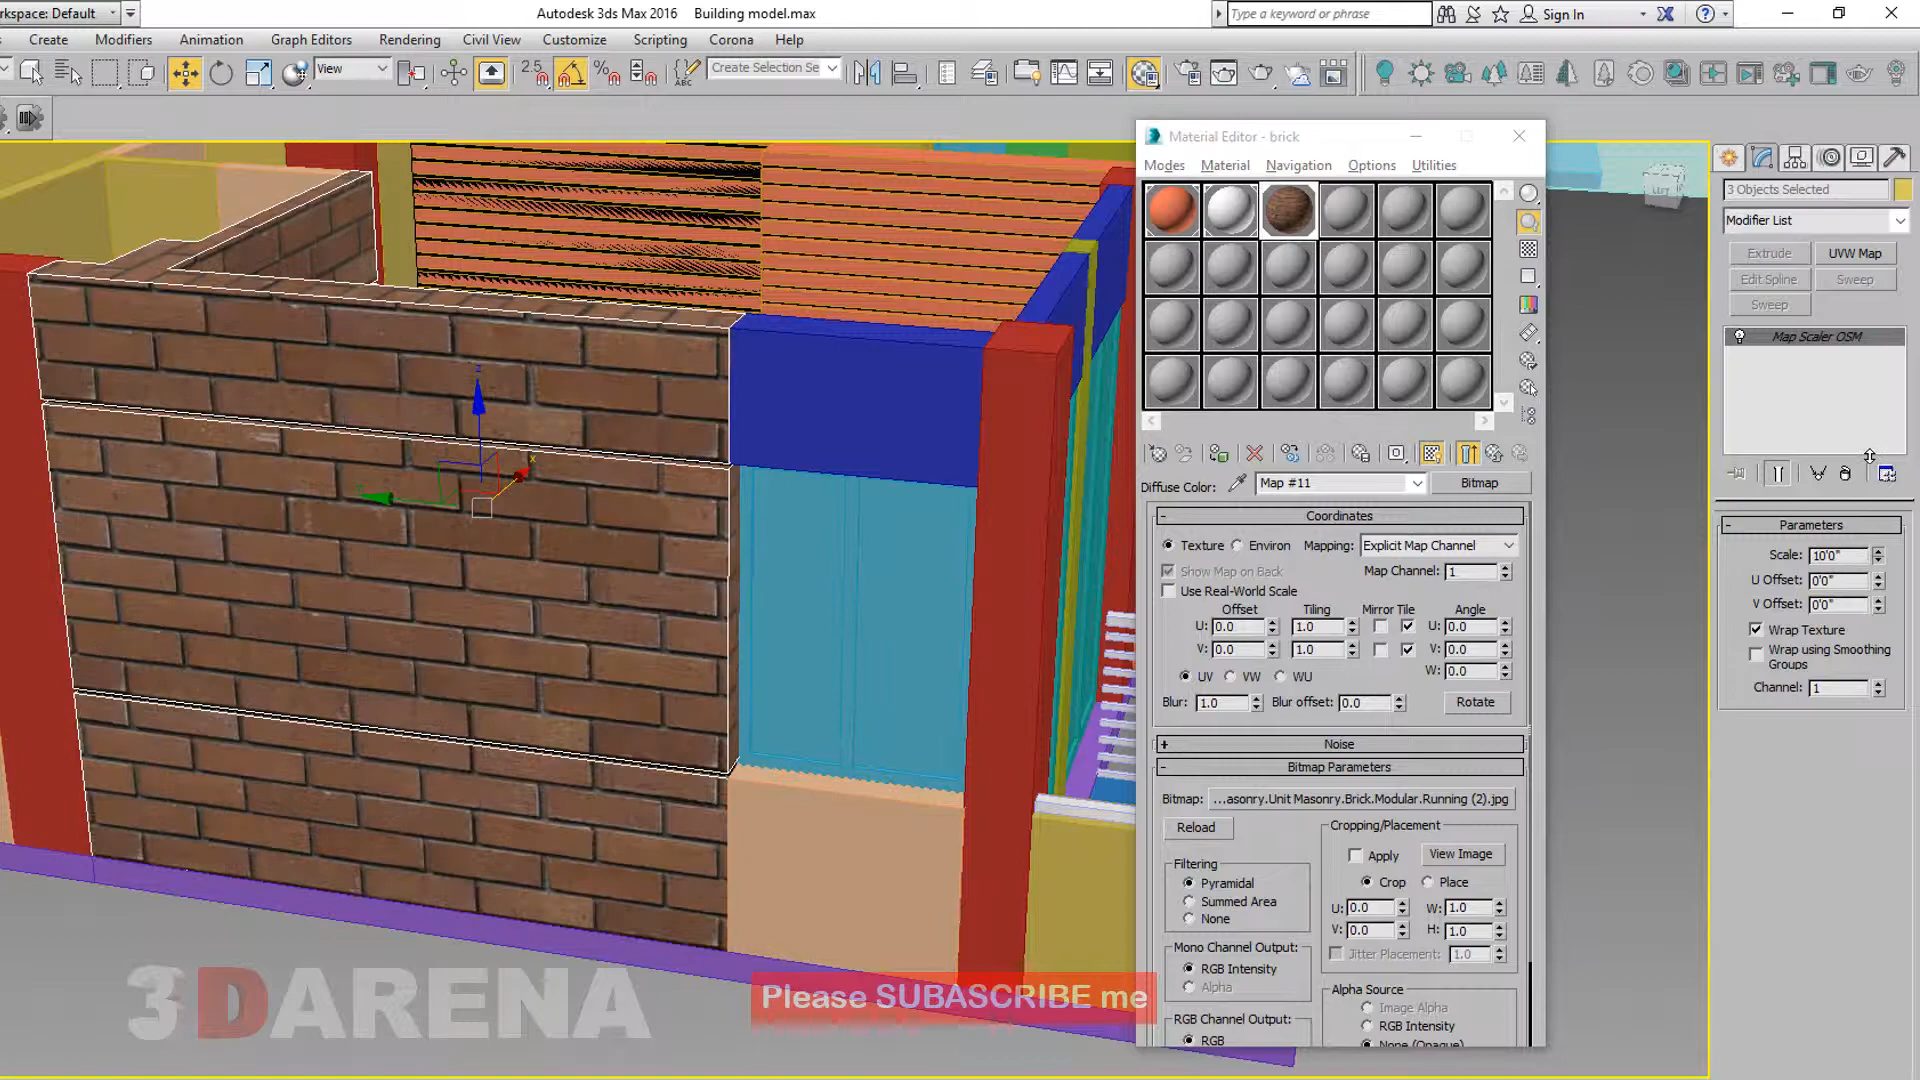 rkspace: Default
Autodesk 3ds Max 2016 Building model.max
Type a keyword or phrase
Sign In
Create Modifiers Animation Graph Editors Rendering Civil View Customize Scripting Corona Help
View
2.5
%
ABC
Create Selection Se
Material Editor - brick
Modes Material Navigation Options Utilities
3 Objects Selected
Modifier List
Extrude UVW Map
Edit Spline Sweep
Sweep
Map Scaler OSM
Diffuse Color: Map #11 Bitmap
- Coordinates
Texture Environ Mapping: Explicit Map Channel
Show Map on Back Map Channel: 1
Use Real-World Scale
Offset Tiling Mirror Tile Angle
U: 0.0 1.0 U: 0.0
V: 0.0 1.0 V: 0.0
W: 0.0
UV VW WU
Blur: 1.0 Blur offset: 0.0 Rotate
+ Noise
- Bitmap Parameters
Bitmap: ...asonry.Unit Masonry.Brick.Modular.Running (2).jpg
Reload
Cropping/Placement
Apply View Image
Crop Place
U: 0.0 W: 1.0
V: 0.0 H: 1.0
Jitter Placement: 1.0
Filtering
Pyramidal
Summed Area
None
Mono Channel Output:
RGB Intensity
Alpha
RGB Channel Output:
RGB
Alpha Source
Image Alpha
RGB Intensity
None (Opaque)
- Parameters
Scale: 10'0"
U Offset: 0'0"
V Offset: 0'0"
Wrap Texture
Wrap using Smoothing
Groups
Channel: 1
z
x
3DARENA
Please SUBASCRIBE me